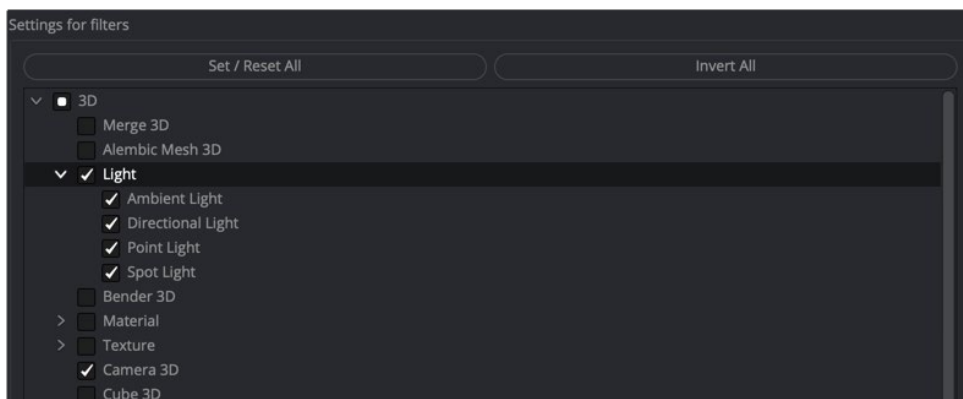 Settings for filters
Set / Reset All Invert All
3D
Merge 3D
Alembic Mesh 3D
Light
Ambient Light
Directional Light
Point Light
Spot Light
Bender 3D
Material
Texture
Camera 3D
Cube 3D